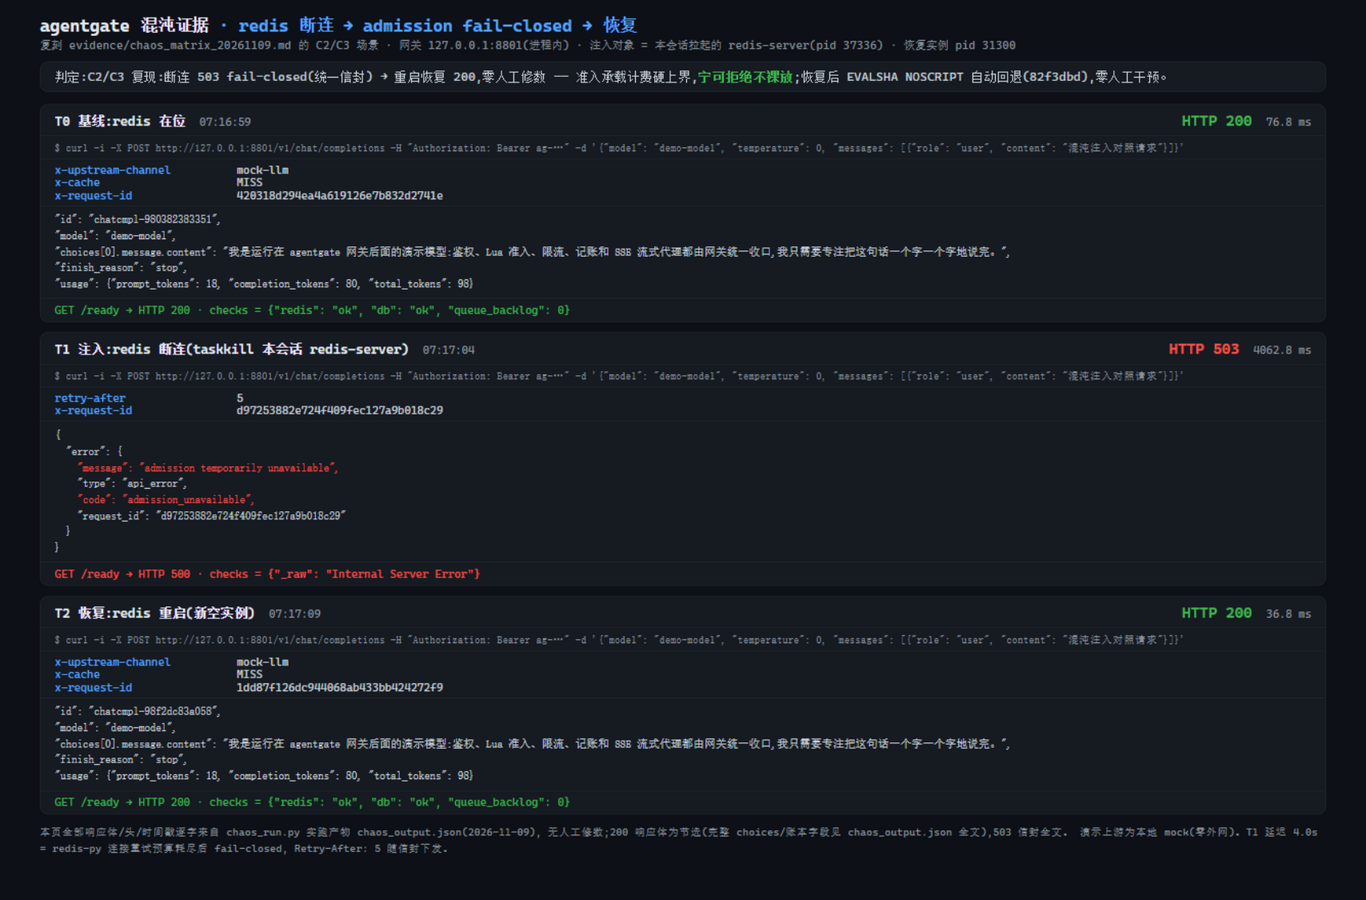 agentgate 混沌证据 · redis 断连 → admission fail-closed → 恢复
复刻 evidence/chaos_matrix_20261109.md 的 C2/C3 场景 · 网关 127.0.0.1:8801(进程内) · 注入对象 = 本会话拉起的 redis-server(pid 37336) · 恢复实例 pid 31300
判定:C2/C3 复现:断连 503 fail-closed(统一信封) → 重启恢复 200,零人工修数 —— 准入承载计费硬上界,宁可拒绝不裸放;恢复后 EVALSHA NOSCRIPT 自动回退(82f3dbd),零人工干预。
T0 基线:redis 在位 07:16:59 HTTP 200 76.8 ms
$ curl -i -X POST http://127.0.0.1:8801/v1/chat/completions -H "Authorization: Bearer ag-···" -d '{"model": "demo-model", "temperature": 0, "messages": [{"role": "user", "content": "混沌注入对照请求"}]}'
x-upstream-channel mock-llm
x-cache MISS
x-request-id 420318d294ea4a619126e7b832d2741e
"id": "chatcmpl-980382383351",
"model": "demo-model",
"choices[0].message.content": "我是运行在 agentgate 网关后面的演示模型:鉴权、Lua 准入、限流、记账和 SSE 流式代理都由网关统一收口,我只需要专注把这句话一个字一个字地说完。",
"finish_reason": "stop",
"usage": {"prompt_tokens": 18, "completion_tokens": 80, "total_tokens": 98}
GET /ready → HTTP 200 · checks = {"redis": "ok", "db": "ok", "queue_backlog": 0}
T1 注入:redis 断连(taskkill 本会话 redis-server) 07:17:04 HTTP 503 4062.8 ms
$ curl -i -X POST http://127.0.0.1:8801/v1/chat/completions -H "Authorization: Bearer ag-···" -d '{"model": "demo-model", "temperature": 0, "messages": [{"role": "user", "content": "混沌注入对照请求"}]}'
retry-after 5
x-request-id d97253882e724f409fec127a9b018c29
{
"error": {
"message": "admission temporarily unavailable",
"type": "api_error",
"code": "admission_unavailable",
"request_id": "d97253882e724f409fec127a9b018c29"
}
}
GET /ready → HTTP 500 · checks = {"_raw": "Internal Server Error"}
T2 恢复:redis 重启(新空实例) 07:17:09 HTTP 200 36.8 ms
$ curl -i -X POST http://127.0.0.1:8801/v1/chat/completions -H "Authorization: Bearer ag-···" -d '{"model": "demo-model", "temperature": 0, "messages": [{"role": "user", "content": "混沌注入对照请求"}]}'
x-upstream-channel mock-llm
x-cache MISS
x-request-id 1dd87f126dc944068ab433bb424272f9
"id": "chatcmpl-98f2dc83a058",
"model": "demo-model",
"choices[0].message.content": "我是运行在 agentgate 网关后面的演示模型:鉴权、Lua 准入、限流、记账和 SSE 流式代理都由网关统一收口,我只需要专注把这句话一个字一个字地说完。",
"finish_reason": "stop",
"usage": {"prompt_tokens": 18, "completion_tokens": 80, "total_tokens": 98}
GET /ready → HTTP 200 · checks = {"redis": "ok", "db": "ok", "queue_backlog": 0}
本页全部响应体/头/时间戳逐字来自 chaos_run.py 实施产物 chaos_output.json(2026-11-09), 无人工修数;200 响应体为节选(完整 choices/账本字段见 chaos_output.json 全文),503 信封全文。 演示上游为本地 mock(零外网)。T1 延迟 4.0s
= redis-py 连接重试预算耗尽后 fail-closed, Retry-After: 5 随信封下发。